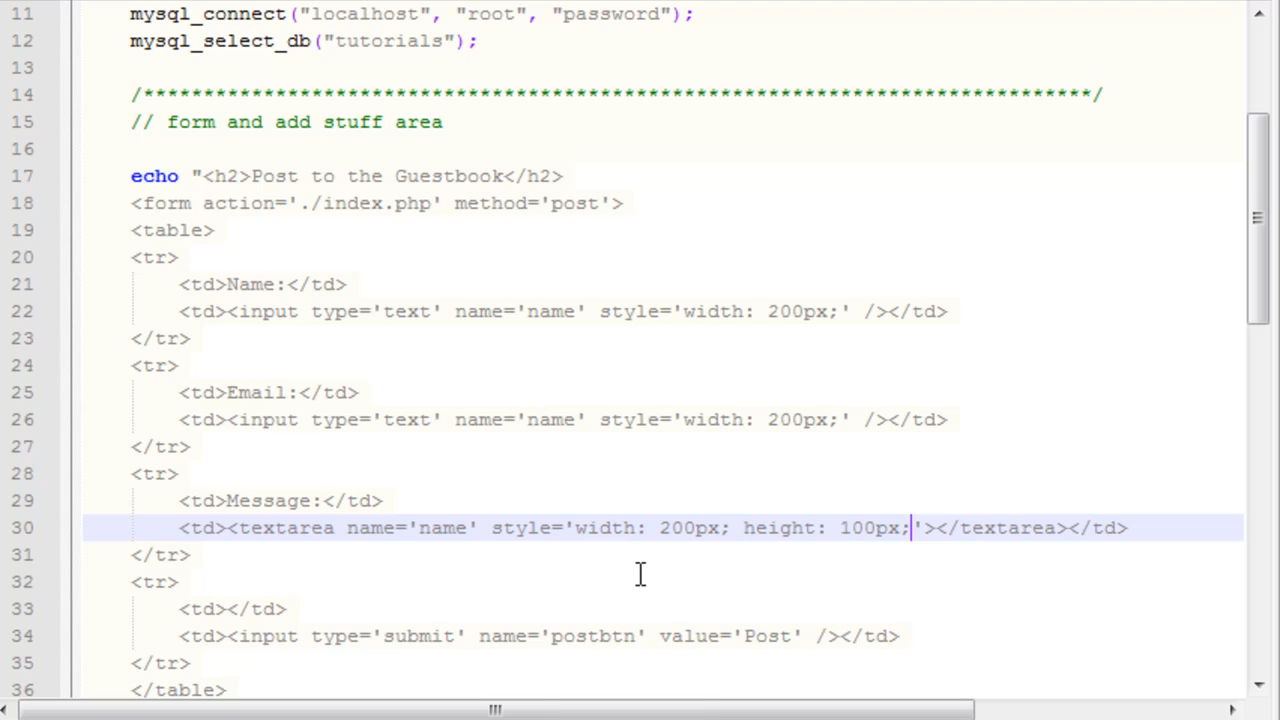 11 mysql_connect("localhost", "root", "password");
12 mysql_select_db("tutorials");
13
14 /*******************************************************************************/
15 // form and add stuff area
16
17 echo "<h2>Post to the Guestbook</h2>
18 <form action='./index.php' method='post'>
19 <table>
20 <tr>
21 <td>Name:</td>
22 <td><input type='text' name='name' style='width: 200px;' /></td>
23 </tr>
24 <tr>
25 <td>Email:</td>
26 <td><input type='text' name='name' style='width: 200px;' /></td>
27 </tr>
28 <tr>
29 <td>Message:</td>
30 <td><textarea name='name' style='width: 200px; height: 100px;'></textarea></td>
31 </tr>
32 <tr>
33 <td></td>
34 <td><input type='submit' name='postbtn' value='Post' /></td>
35 </tr>
36 </table>